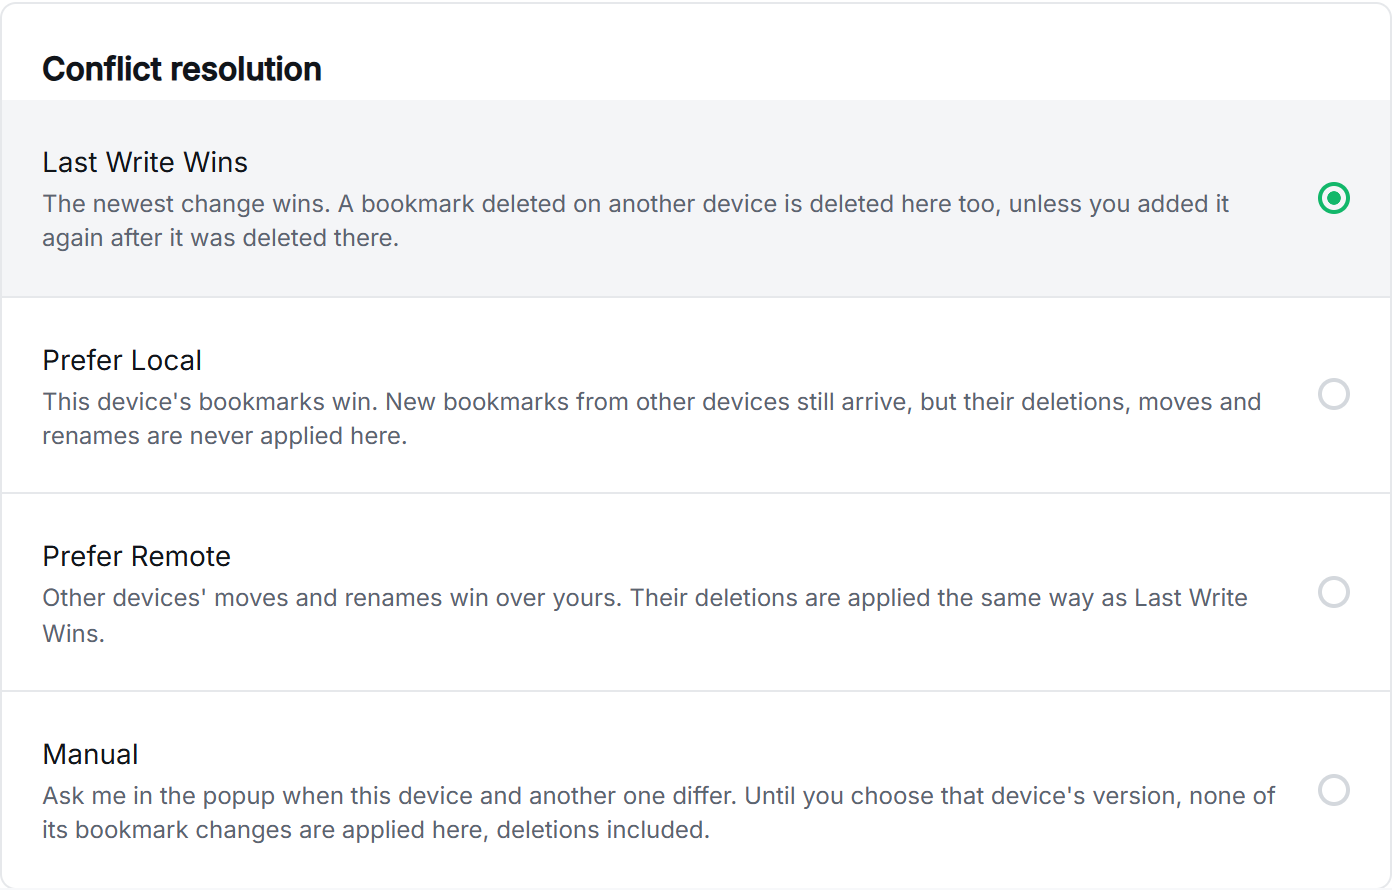 Conflict resolution
Last Write Wins
The newest change wins. A bookmark deleted on another device is deleted here too, unless you added it
again after it was deleted there.
Prefer Local
This device's bookmarks win. New bookmarks from other devices still arrive, but their deletions, moves and
renames are never applied here.
Prefer Remote
Other devices' moves and renames win over yours. Their deletions are applied the same way as Last Write
Wins.
Manual
Ask me in the popup when this device and another one differ. Until you choose that device's version, none of
its bookmark changes are applied here, deletions included.